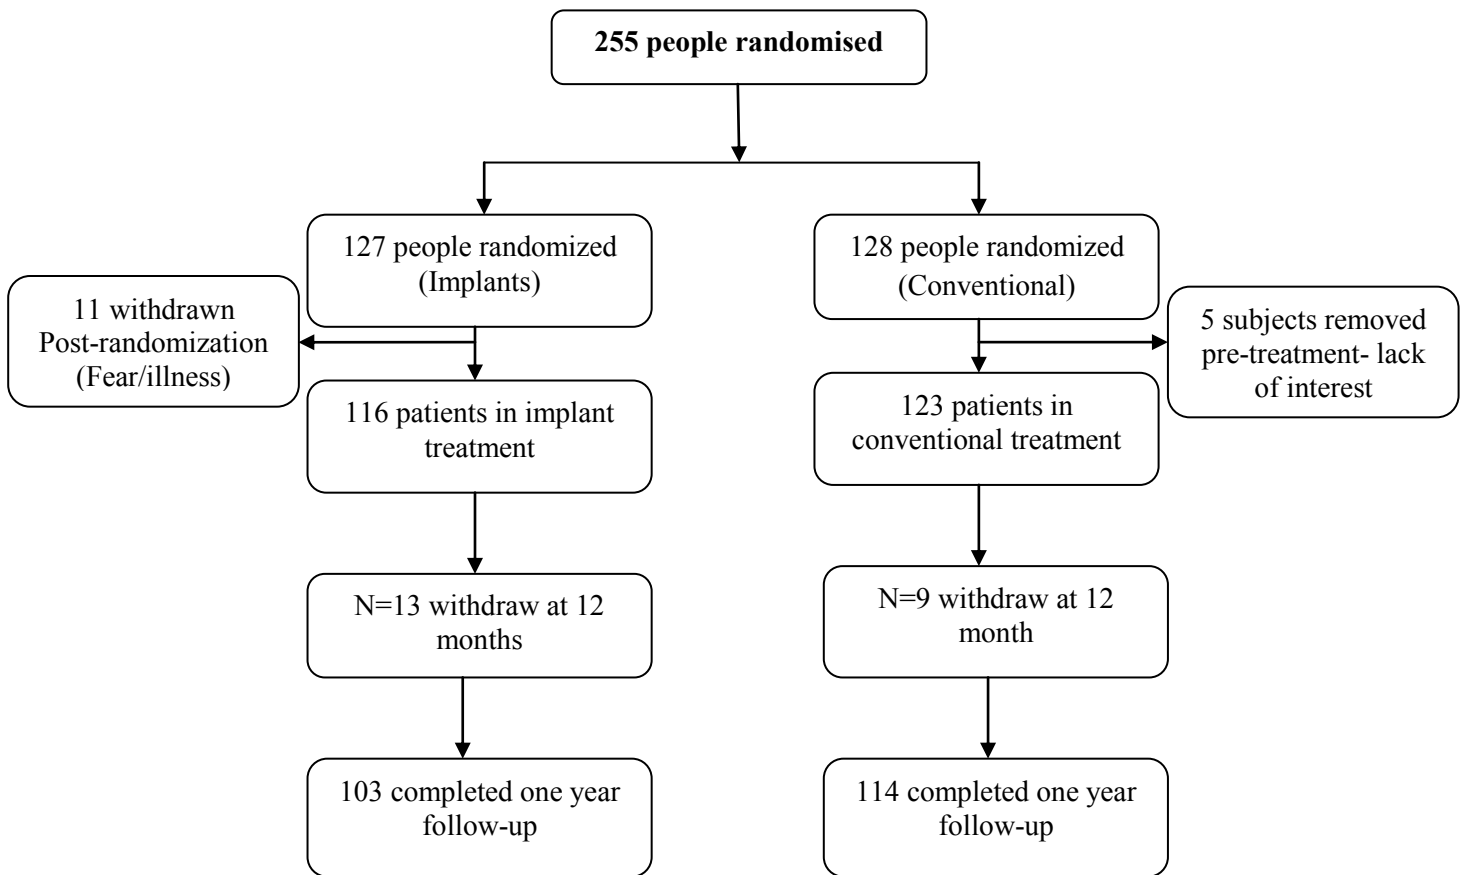 255 people randomised
127 people randomized
(Implants)
128 people randomized
(Conventional)
11 withdrawn
Post-randomization
(Fear/illness)
5 subjects removed
pre-treatment- lack
of interest
116 patients in implant
treatment
123 patients in
conventional treatment
N=13 withdraw at 12
months
N=9 withdraw at 12
month
103 completed one year
follow-up
114 completed one year
follow-up